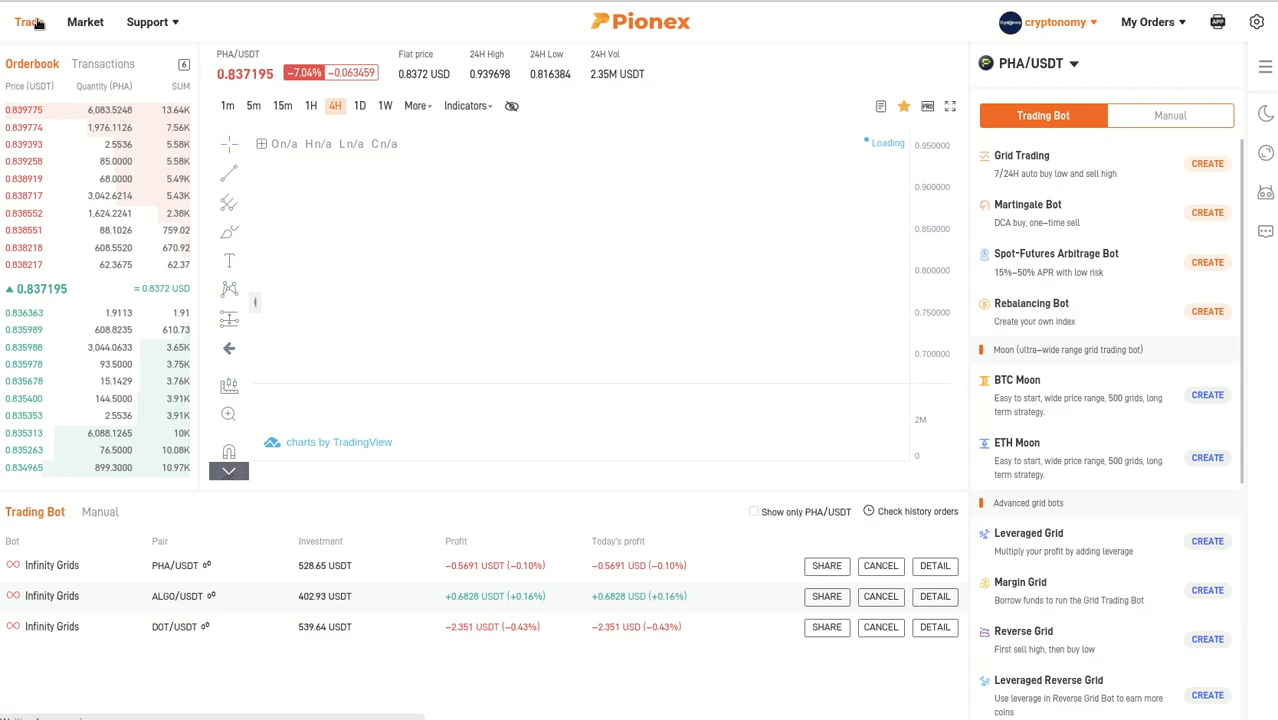 Trade
Market
Support
Pionex
cryptonomy
My Orders
APP
Orderbook
Transactions
6
Price (USDT)
Quantity (PHA)
SUM
0.839775 6,083.5248 13.64K
0.839774 1,976.1126 7.56K
0.839393 2.5536 5.58K
0.839258 85.0000 5.58K
0.838919 68.0000 5.49K
0.838717 3,042.6214 5.43K
0.838552 1,624.2241 2.38K
0.838551 88.1026 759.02
0.838218 608.5520 670.92
0.838217 62.3675 62.37
0.837195 = 0.8372 USD
0.836363 1.9113 1.91
0.835989 608.8235 610.73
0.835988 3,044.0633 3.65K
0.835978 93.5000 3.75K
0.835678 15.1429 3.76K
0.835400 144.5000 3.91K
0.835353 2.5536 3.91K
0.835313 6,088.1265 10K
0.835263 76.5000 10.08K
0.834965 899.3000 10.97K
PHA/USDT
0.837195
-7.04% -0.063459
Fiat price
0.8372 USD
24H High
0.939698
24H Low
0.816384
24H Vol
2.35M USDT
1m 5m 15m 1H 4H 1D 1W More Indicators
PRO
On/a Hn/a Ln/a Cn/a
Loading
0.950000
0.900000
0.850000
0.800000
0.750000
0.700000
2M
0
charts by TradingView
Trading Bot
Manual
Show only PHA/USDT
Check history orders
Bot Pair Investment Profit Today's profit
Infinity Grids PHA/USDT 528.65 USDT -0.5691 USDT (-0.10%) -0.5691 USD (-0.10%) SHARE CANCEL DETAIL
Infinity Grids ALGO/USDT 402.93 USDT +0.6828 USDT (+0.16%) +0.6828 USD (+0.16%) SHARE CANCEL DETAIL
Infinity Grids DOT/USDT 539.64 USDT -2.351 USDT (-0.43%) -2.351 USD (-0.43%) SHARE CANCEL DETAIL
PHA/USDT
Trading Bot
Manual
Grid Trading
7/24H auto buy low and sell high
CREATE
Martingale Bot
DCA buy, one-time sell
CREATE
Spot-Futures Arbitrage Bot
15%-50% APR with low risk
CREATE
Rebalancing Bot
Create your own index
CREATE
Moon (ultra-wide range grid trading bot)
BTC Moon
Easy to start, wide price range, 500 grids, long
term strategy.
CREATE
ETH Moon
Easy to start, wide price range, 500 grids, long
term strategy.
CREATE
Advanced grid bots
Leveraged Grid
Multiply your profit by adding leverage
CREATE
Margin Grid
Borrow funds to run the Grid Trading Bot
CREATE
Reverse Grid
First sell high, then buy low
CREATE
Leveraged Reverse Grid
Use leverage in Reverse Grid Bot to earn more
coins
CREATE